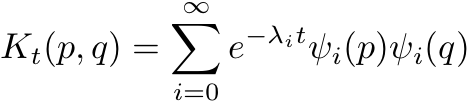 K_t(p, q) = \sum_{i=0}^{\infty} e^{-\lambda_i t} \psi_i(p) \psi_i(q)